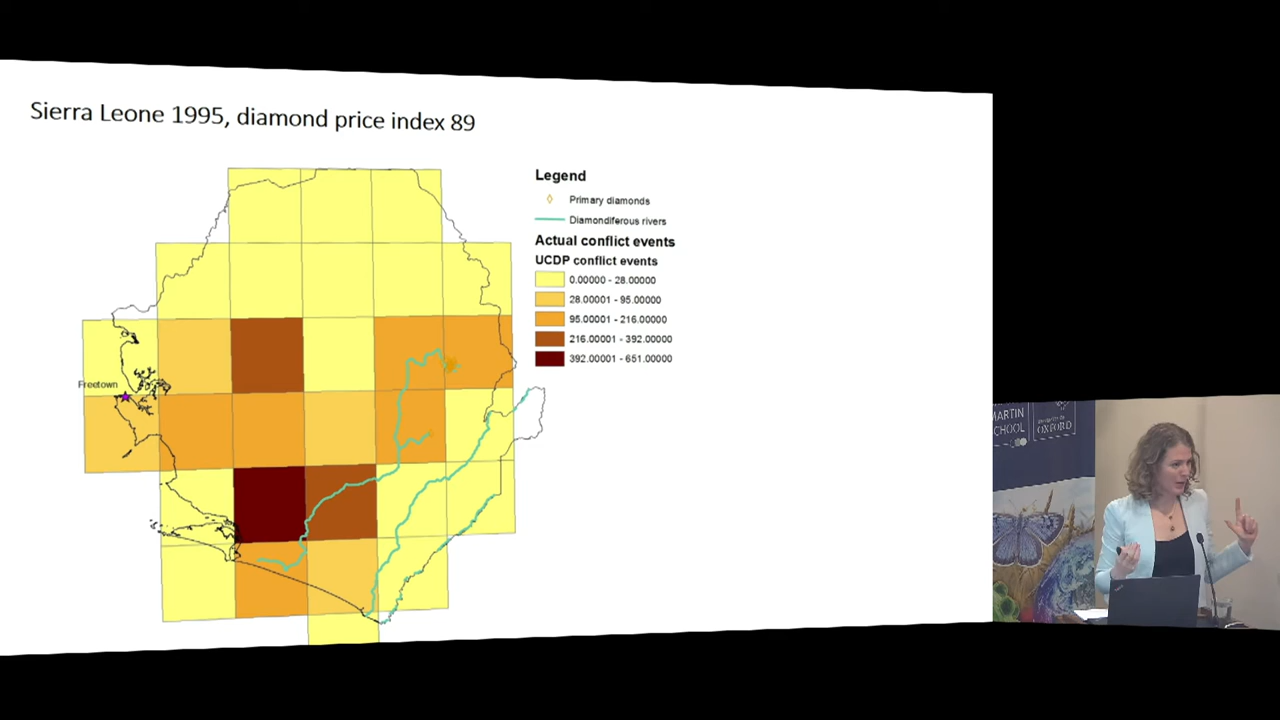 Sierra Leone 1995, diamond price index 89
Legend
Primary diamonds
Diamondiferous rivers
Actual conflict events
UCDP conflict events
0.00000 - 28.00000
28.00001 - 95.00000
95.00001 - 216.00000
216.00001 - 392.00000
392.00001 - 651.00000
Freetown
MARTIN
SCHOOL
OXFORD